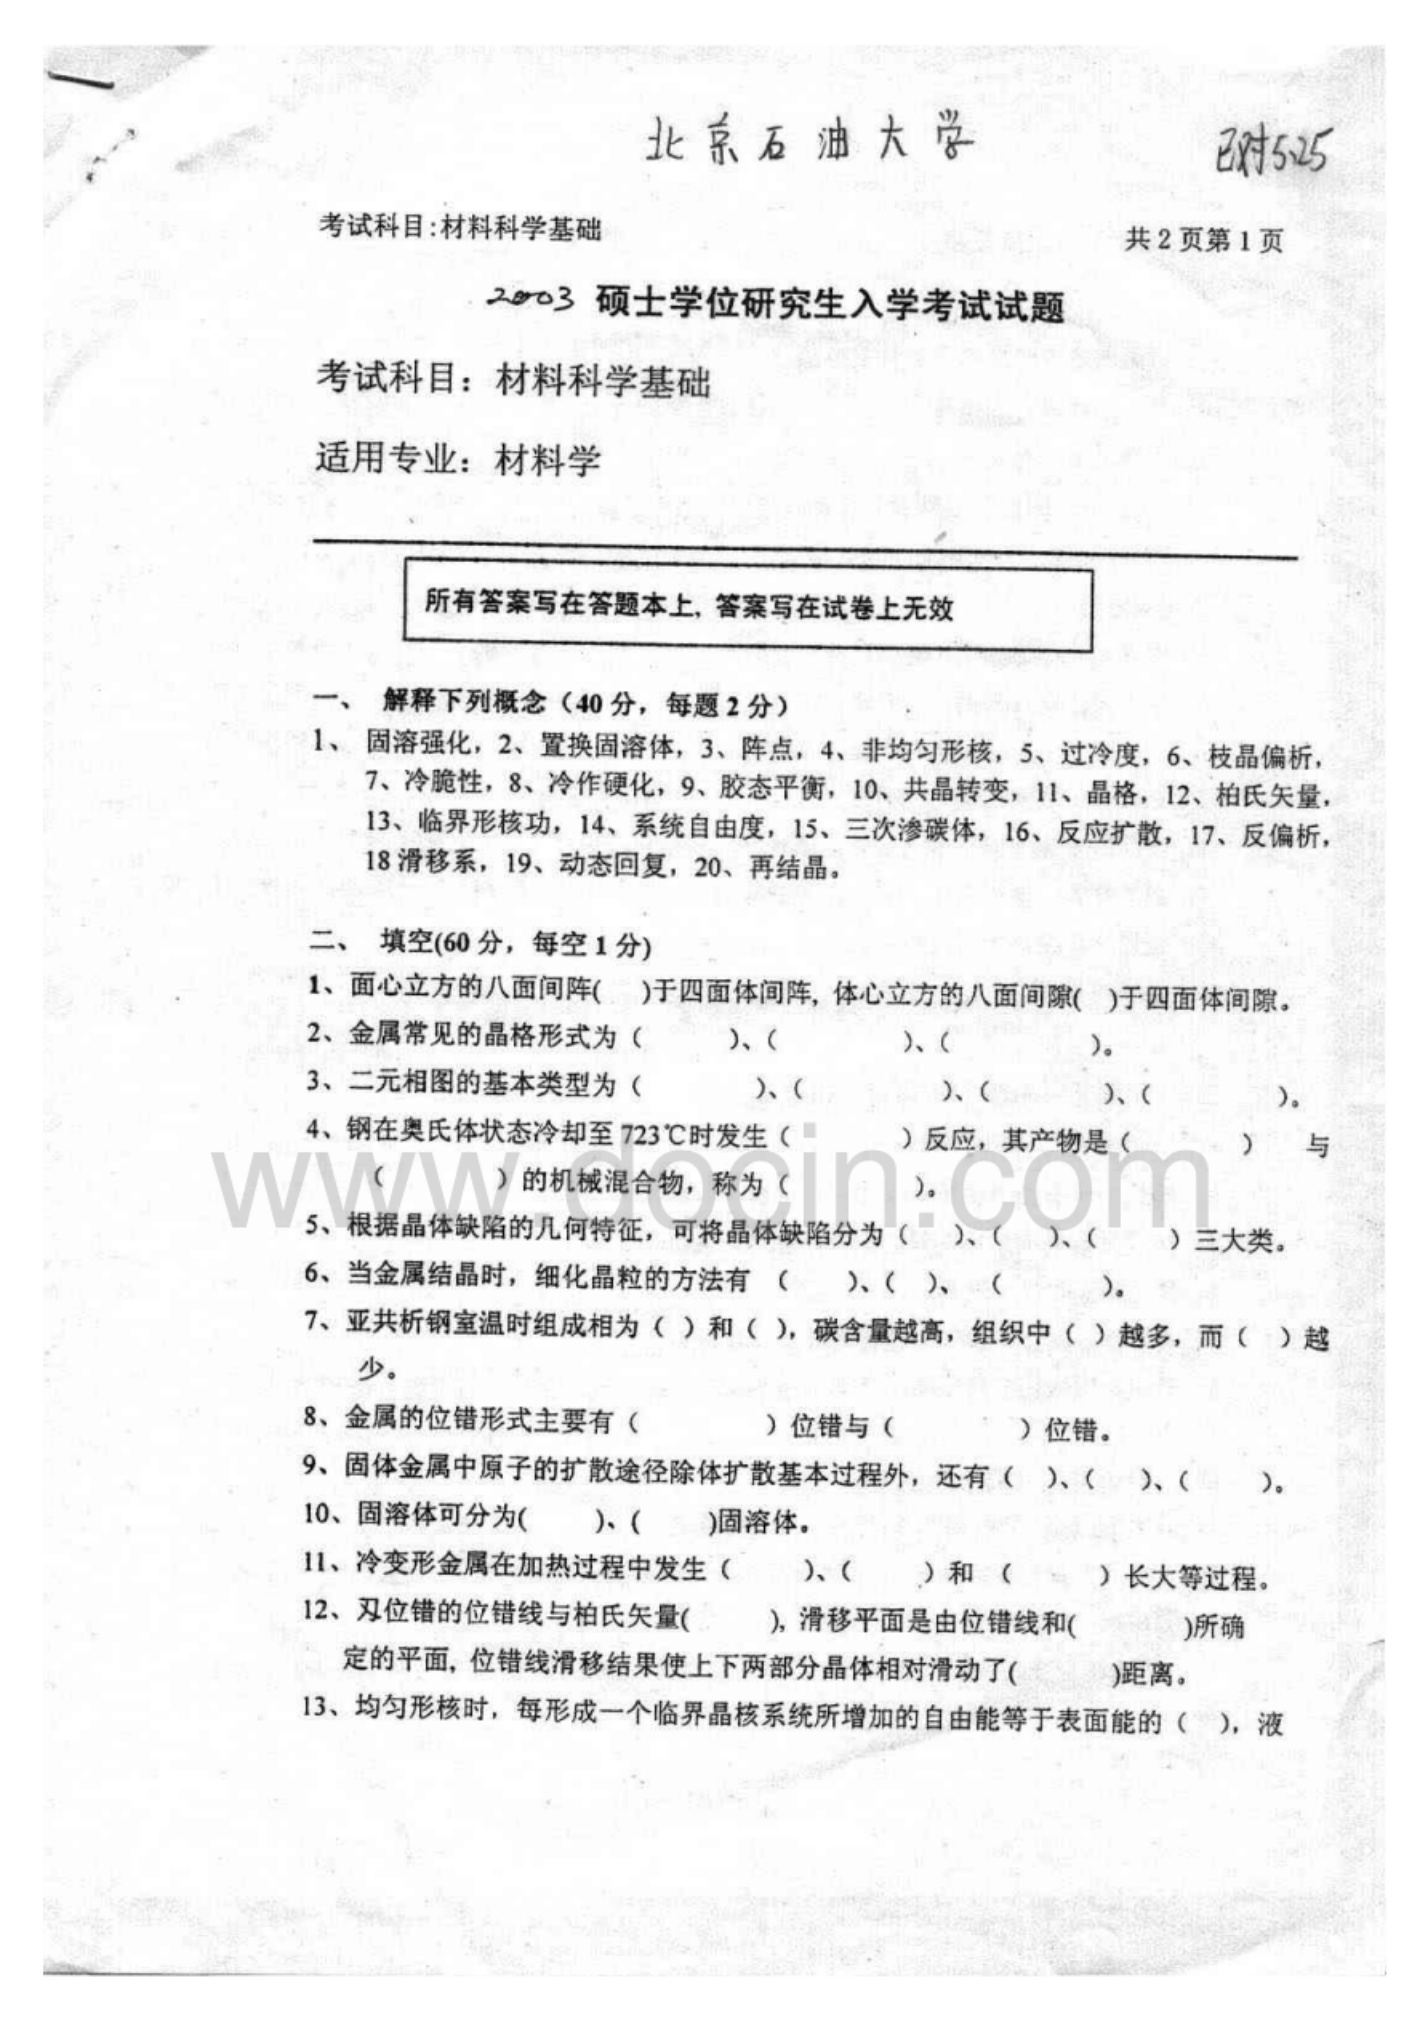 北京石油大学
已对5.25
考试科目:材料科学基础
共2页第1页
2003 硕士学位研究生入学考试试题
考试科目：材料科学基础
适用专业：材料学
所有答案写在答题本上，答案写在试卷上无效
一、 解释下列概念（40分，每题2分）
1、 固溶强化，2、置换固溶体，3、阵点，4、非均匀形核，5、过冷度，6、枝晶偏析，
7、冷脆性，8、冷作硬化，9、胶态平衡，10、共晶转变，11、晶格，12、柏氏矢量，
13、临界形核功，14、系统自由度，15、三次渗碳体，16、反应扩散，17、反偏析，
18滑移系，19、动态回复，20、再结晶。
二、 填空(60分，每空1分)
1、面心立方的八面间阵( )于四面体间阵, 体心立方的八面间隙( )于四面体间隙。
2、金属常见的晶格形式为（ ）、（ ）、（ ）。
3、二元相图的基本类型为（ ）、（ ）、（ ）、（ ）。
4、钢在奥氏体状态冷却至723℃时发生（ ）反应，其产物是（ ） 与
（ ）的机械混合物，称为（ ）。
5、根据晶体缺陷的几何特征，可将晶体缺陷分为（ ）、（ ）、（ ）三大类。
6、当金属结晶时，细化晶粒的方法有 （ ）、（ ）、（ ）。
7、亚共析钢室温时组成相为（ ）和（ ），碳含量越高，组织中（ ）越多，而（ ）越
少。
8、金属的位错形式主要有（ ）位错与（ ）位错。
9、固体金属中原子的扩散途径除体扩散基本过程外，还有（ ）、（ ）、（ ）。
10、固溶体可分为( )、( )固溶体。
11、冷变形金属在加热过程中发生（ ）、（ ）和（ ）长大等过程。
12、刃位错的位错线与柏氏矢量( ), 滑移平面是由位错线和( )所确
定的平面, 位错线滑移结果使上下两部分晶体相对滑动了( )距离。
13、均匀形核时，每形成一个临界晶核系统所增加的自由能等于表面能的（ ），液
www.docin.com